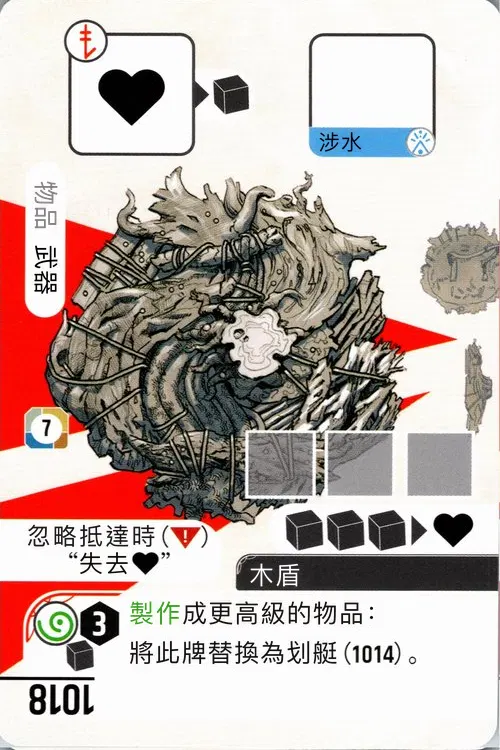 涉水
物品 武器
7
忽略抵達時(!)
“失去♥”
木盾
3
製作成更高級的物品:
將此牌替換為划艇(1014)。
1018